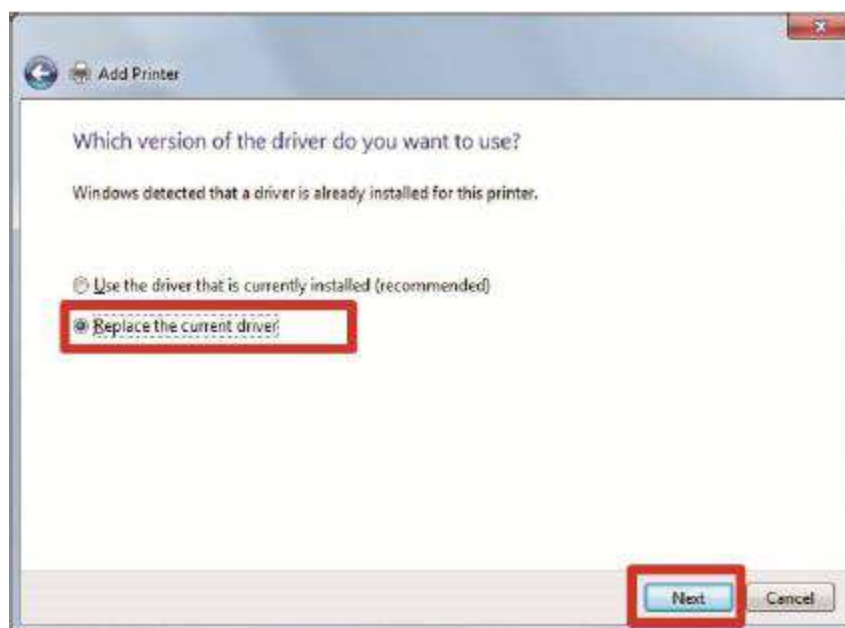 Add Printer
Which version of the driver do you want to use?
Windows detected that a driver is already installed for this printer.
Use the driver that is currently installed (recommended)
Replace the current driver
Next
Cancel